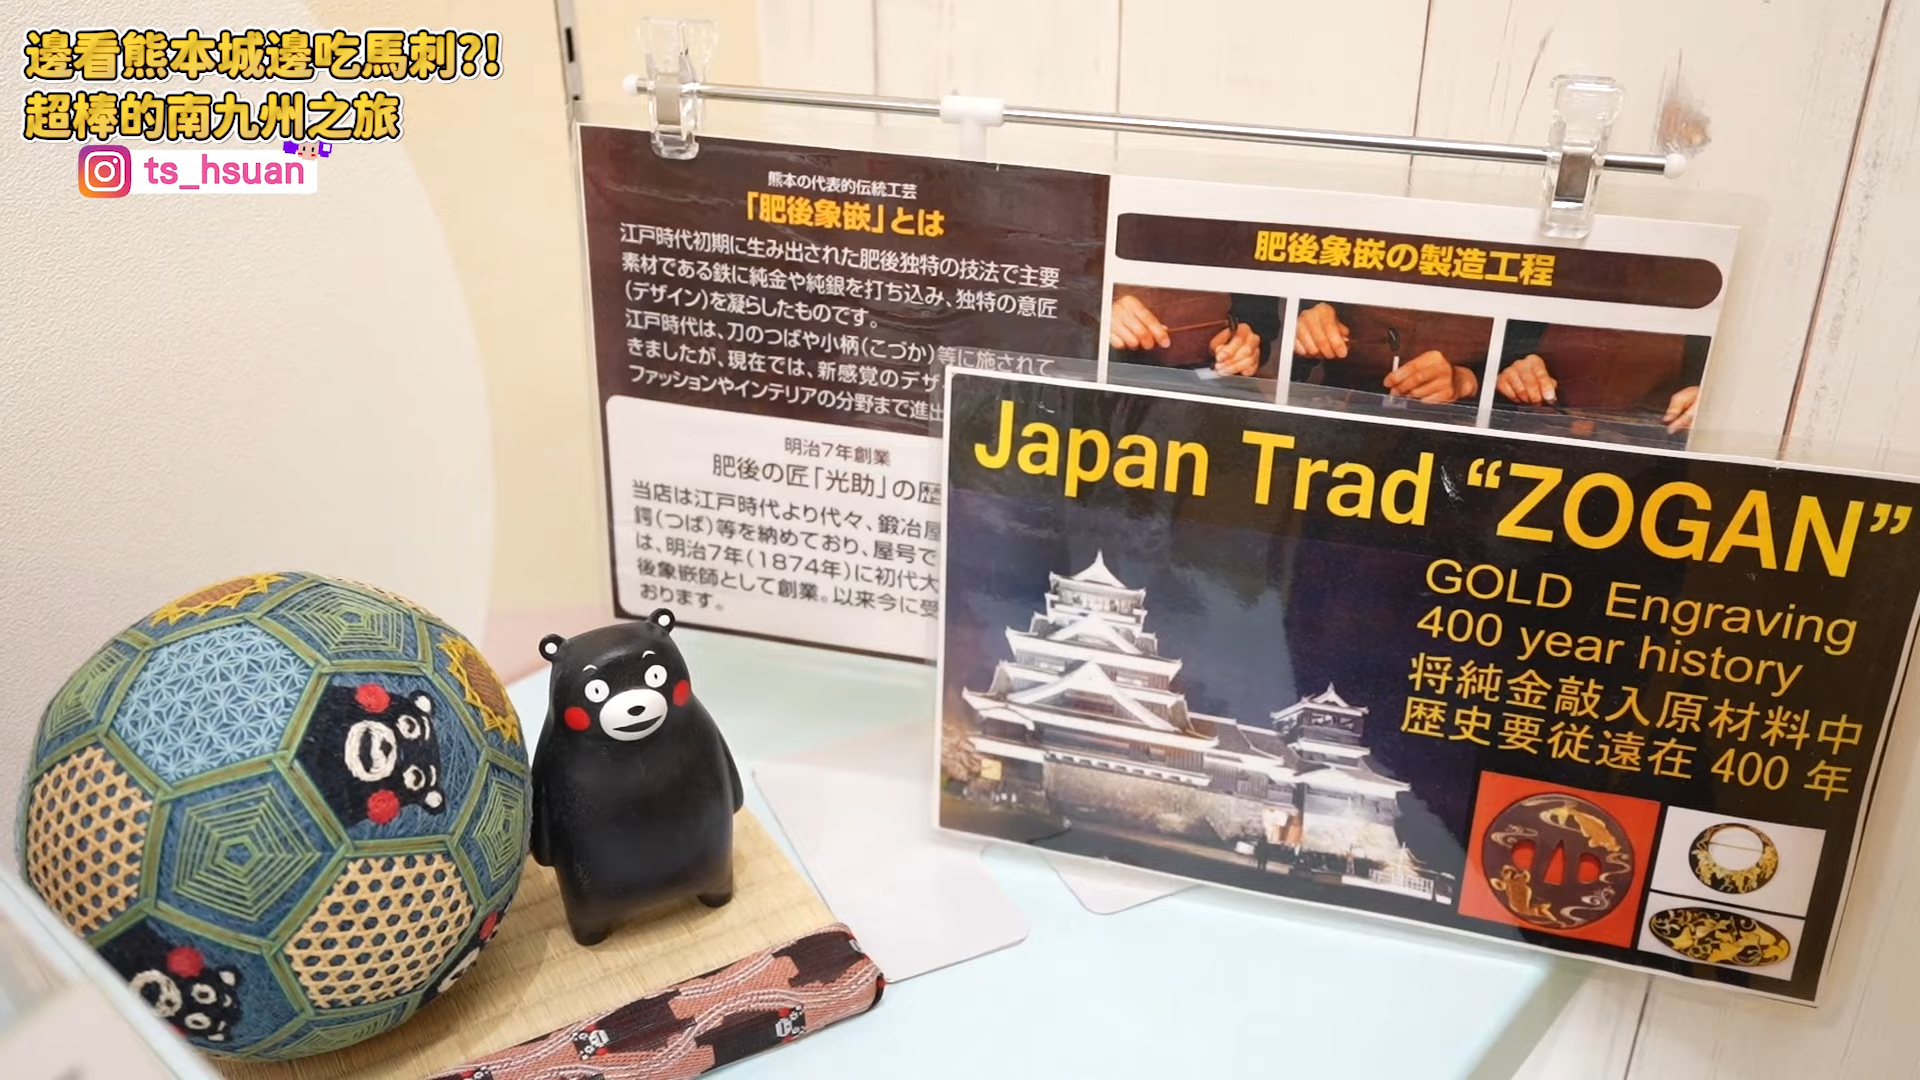 邊看熊本城邊吃馬刺?!
超棒的南九州之旅
ts_hsuan
熊本の代表的伝統工芸
「肥後象嵌」とは
江戸時代初期に生み出された肥後独特の技法で主要
素材である鉄に純金や純銀を打ち込み、独特の意匠
(デザイン)を凝らしたものです。
江戸時代は、刀のつばや小柄(こづか)等に施されて
きましたが、現在では、新感覚のデザ
ファッションやインテリアの分野まで進出
明治7年創業
肥後の匠「光助」の歴
当店は江戸時代より代々、鍛冶屋
鍔(つば)等を納めており、屋号で
は、明治7年(1874年)に初代大
後象嵌師として創業。以来今に受
おります。
肥後象嵌の製造工程
Japan Trad “ZOGAN”
GOLD Engraving
400 year history
将純金敲入原材料中
歴史要従遠在 400 年